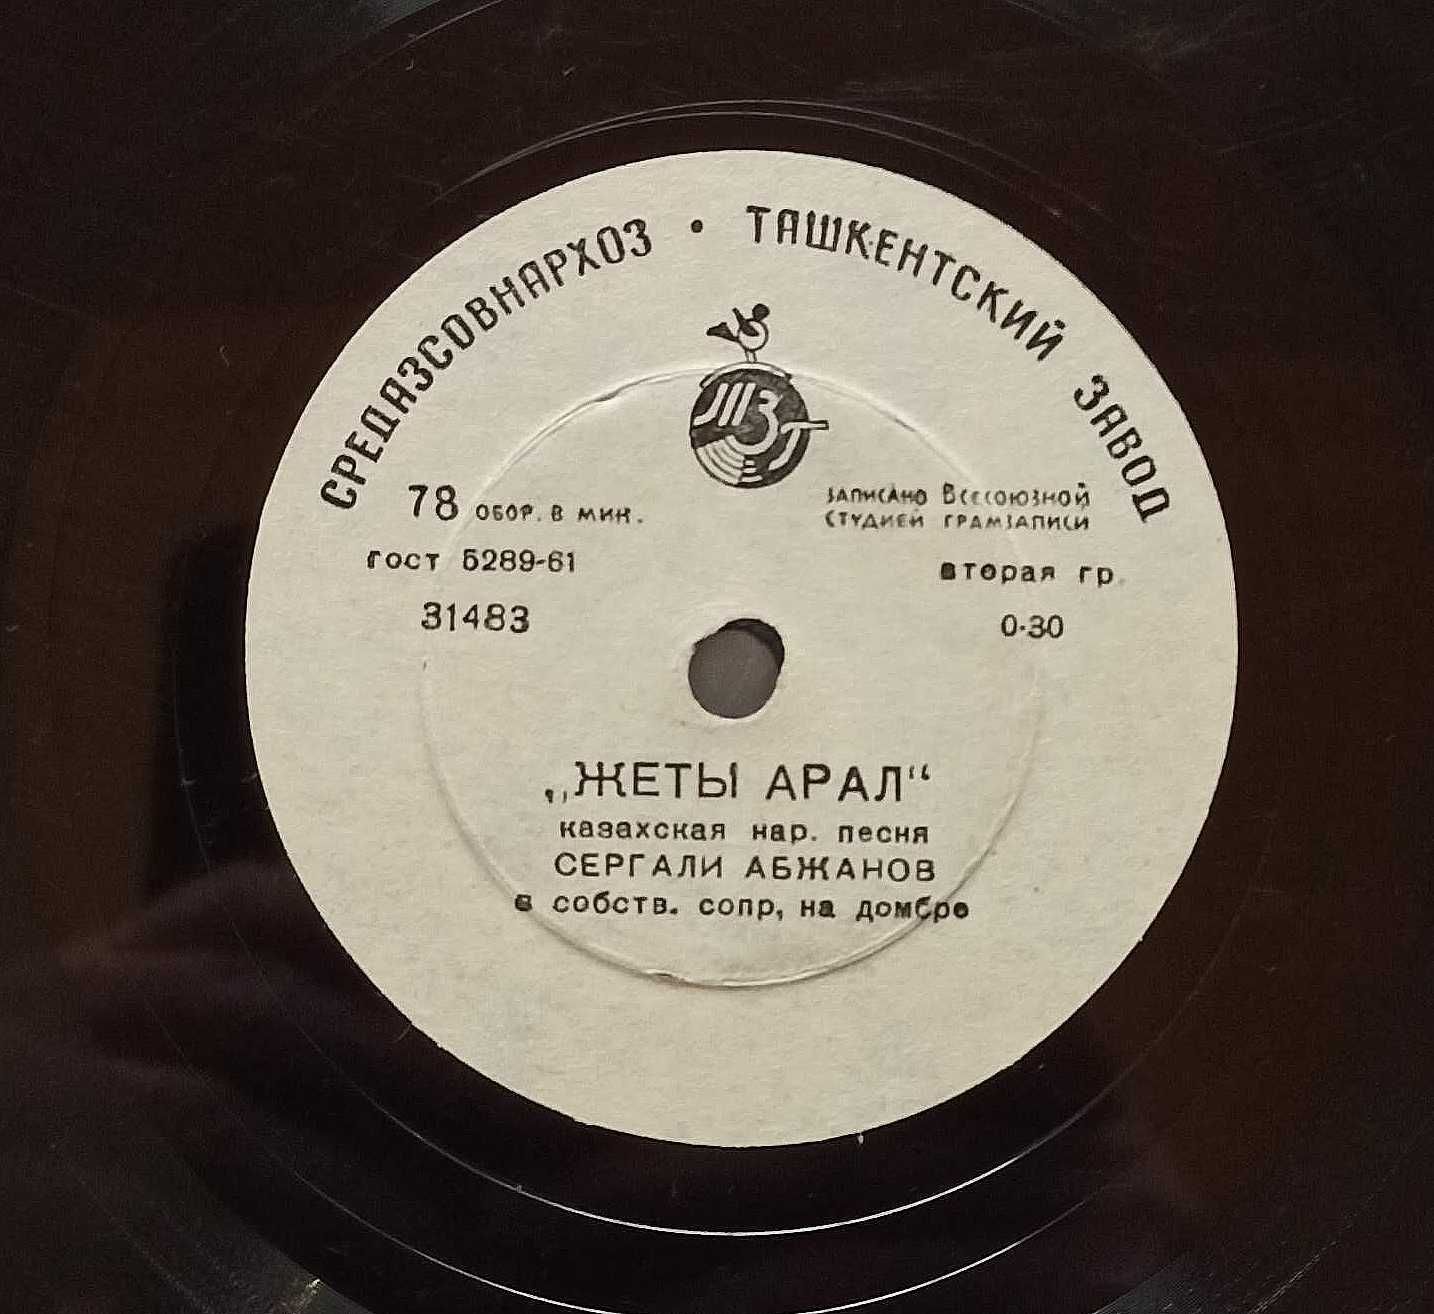 СРЕДАЗСОВНАРХОЗ • ТАШКЕНТСКИЙ ЗАВОД
ТЗГ
78 ОБОР. В МИН.
ГОСТ 5289-61
31483
ЗАПИСАНО ВСЕСОЮЗНОЙ
СТУДИЕЙ ГРАМЗАПИСИ
вторая гр.
0-30
„ЖЕТЫ АРАЛ“
казахская нар. песня
СЕРГАЛИ АБЖАНОВ
в собств. сопр, на домбре